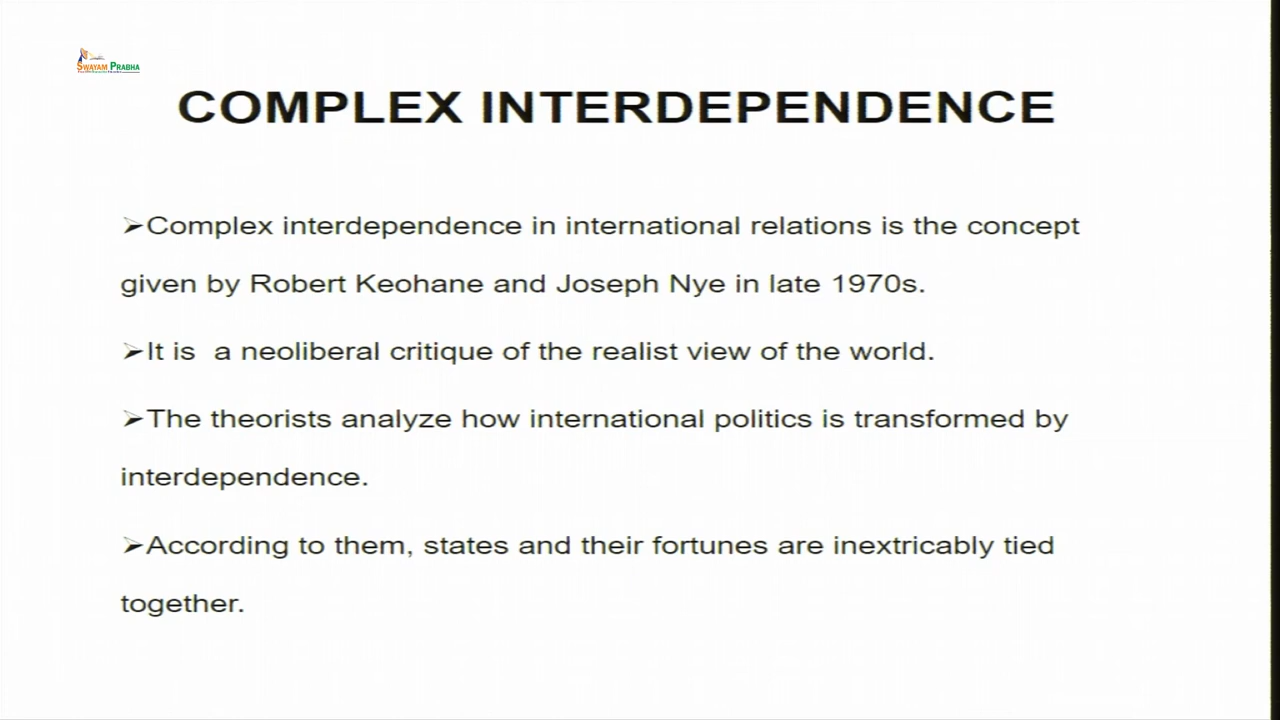 SWAYAM PRABHA
COMPLEX INTERDEPENDENCE
➢Complex interdependence in international relations is the concept
given by Robert Keohane and Joseph Nye in late 1970s.
➢It is a neoliberal critique of the realist view of the world.
➢The theorists analyze how international politics is transformed by
interdependence.
➢According to them, states and their fortunes are inextricably tied
together.